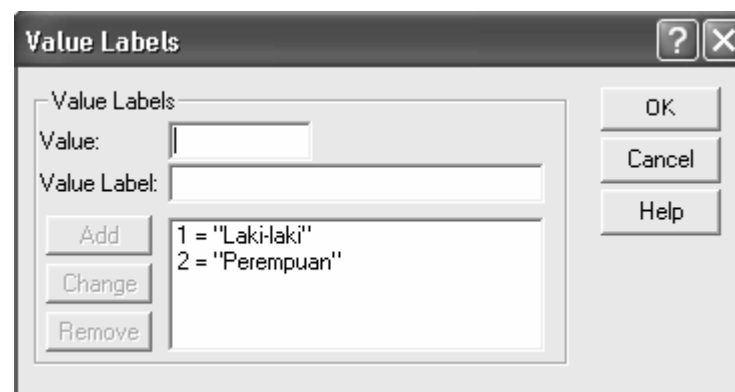 Value Labels
Value Labels
Value:
Value Label:
Add
Change
Remove
1 = "Laki-laki"
2 = "Perempuan"
OK
Cancel
Help